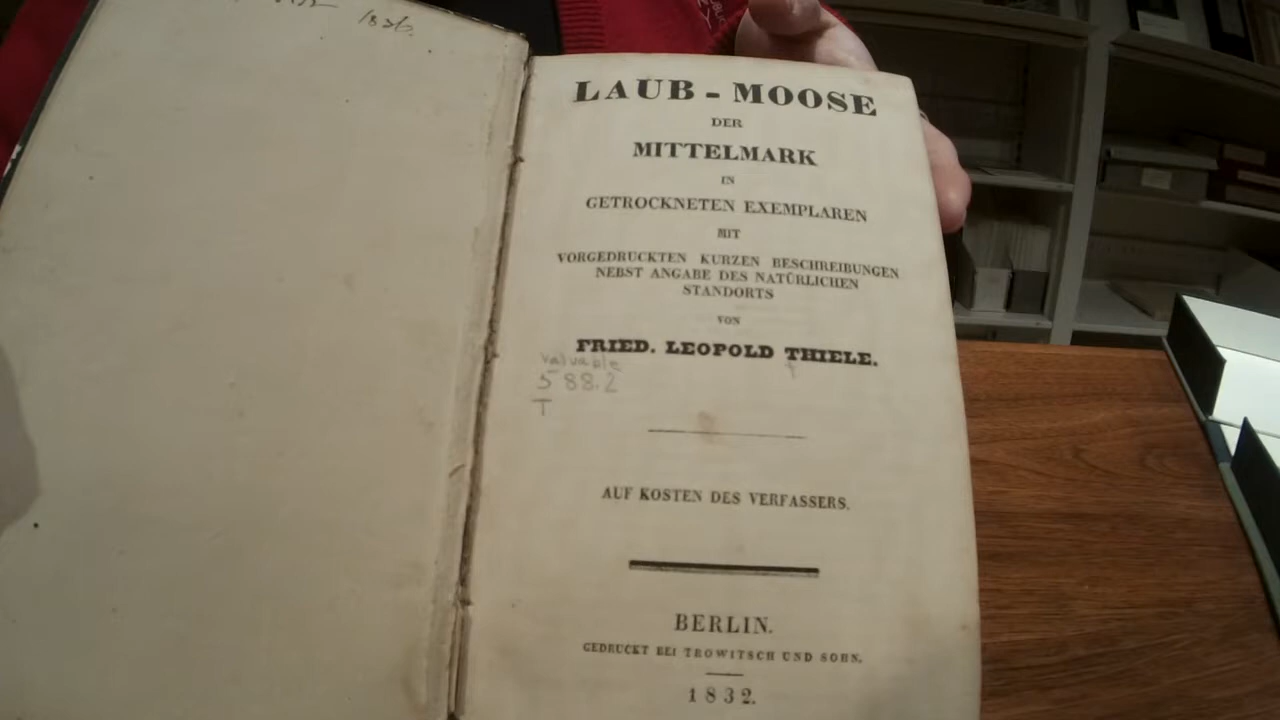 1836.
LAUB - MOOSE
DER
MITTELMARK
IN
GETROCKNETEN EXEMPLAREN
MIT
VORGEDRUCKTEN KURZEN BESCHREIBUNGEN
NEBST ANGABE DES NATÜRLICHEN
STANDORTS
VON
FRIED. LEOPOLD THIELE.
valuable
588.2
T
AUF KOSTEN DES VERFASSERS.
BERLIN.
GEDRUCKT BEI TROWITSCH UND SOHN.
1832.